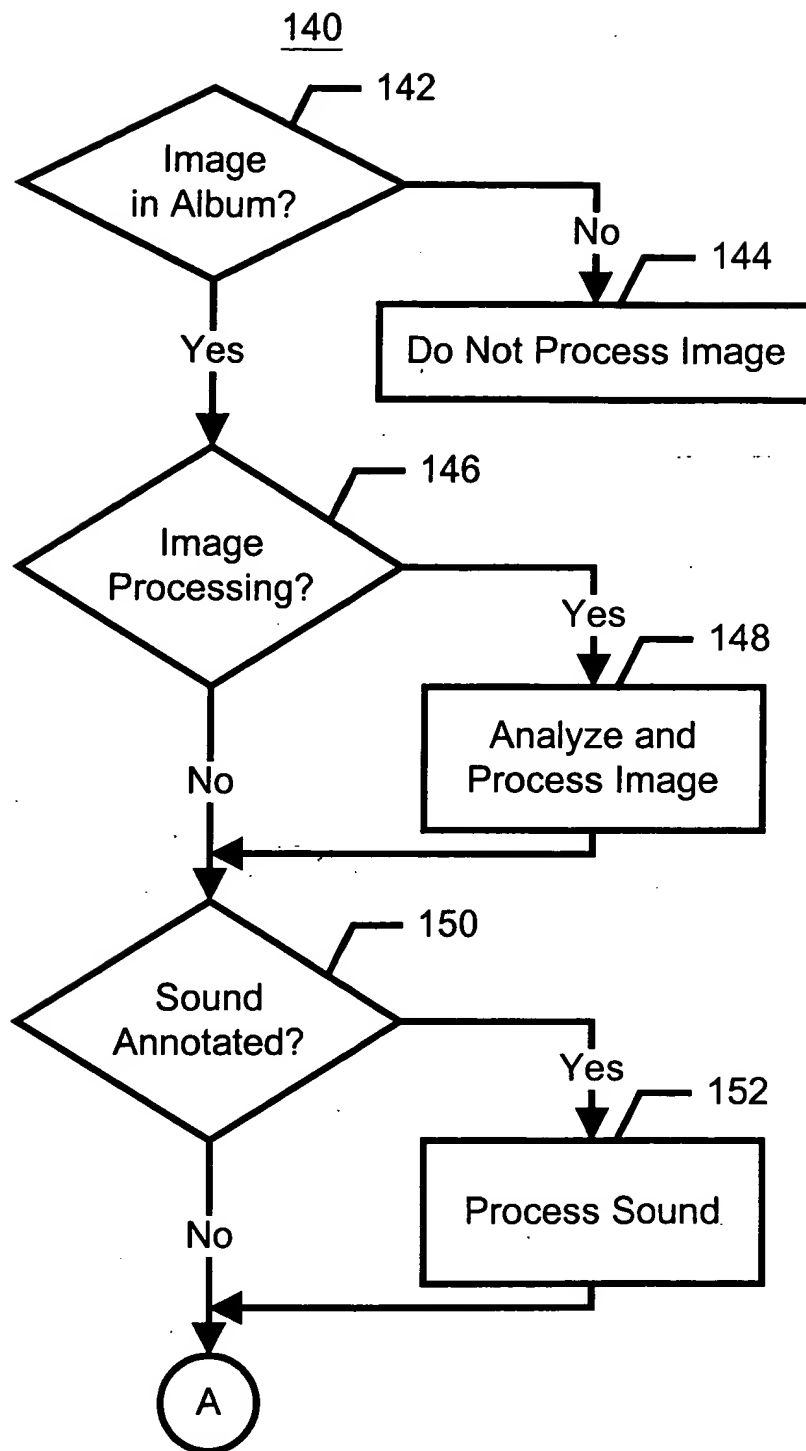 140
142
Image
in Album?
No
144
Yes
Do Not Process Image
146
Image
Processing?
Yes
148
Analyze and
Process Image
No
150
Sound
Annotated?
Yes
152
Process Sound
No
A